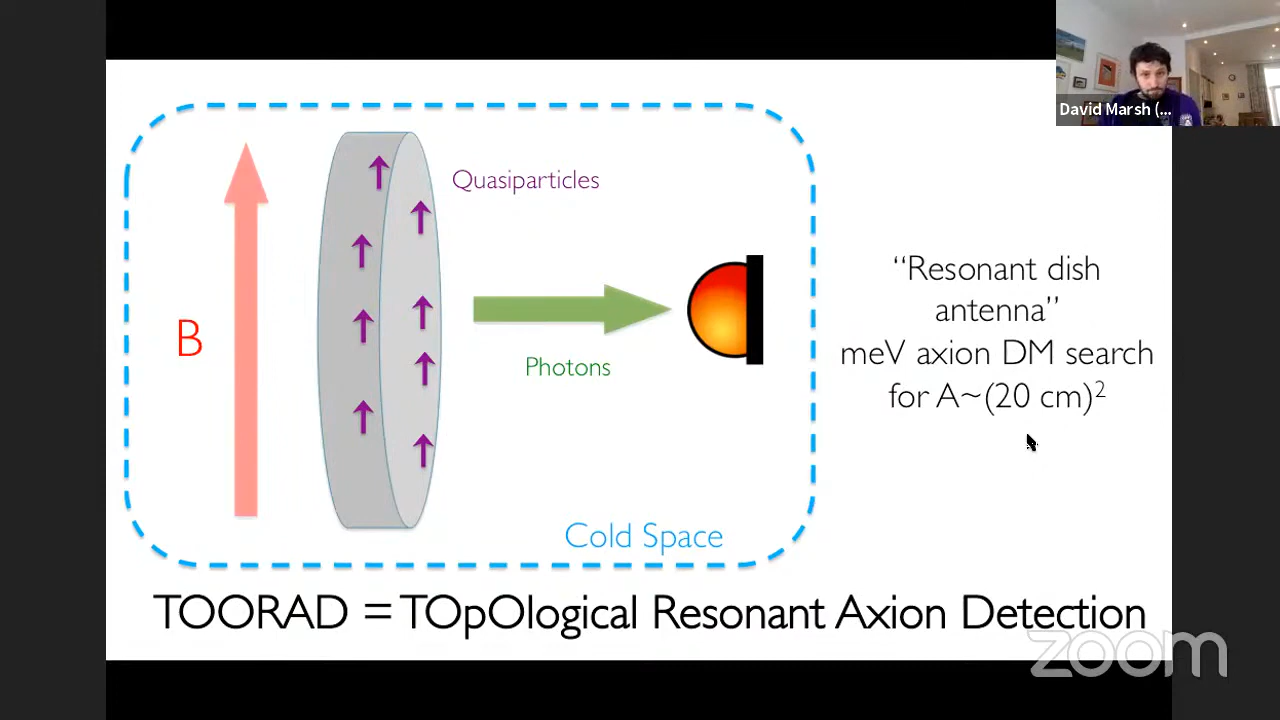 David Marsh (...
Quasiparticles
B
Photons
“Resonant dish
antenna”
meV axion DM search
for A~(20 cm)²
Cold Space
TOORAD = TOpOlogical Resonant Axion Detection
zoom